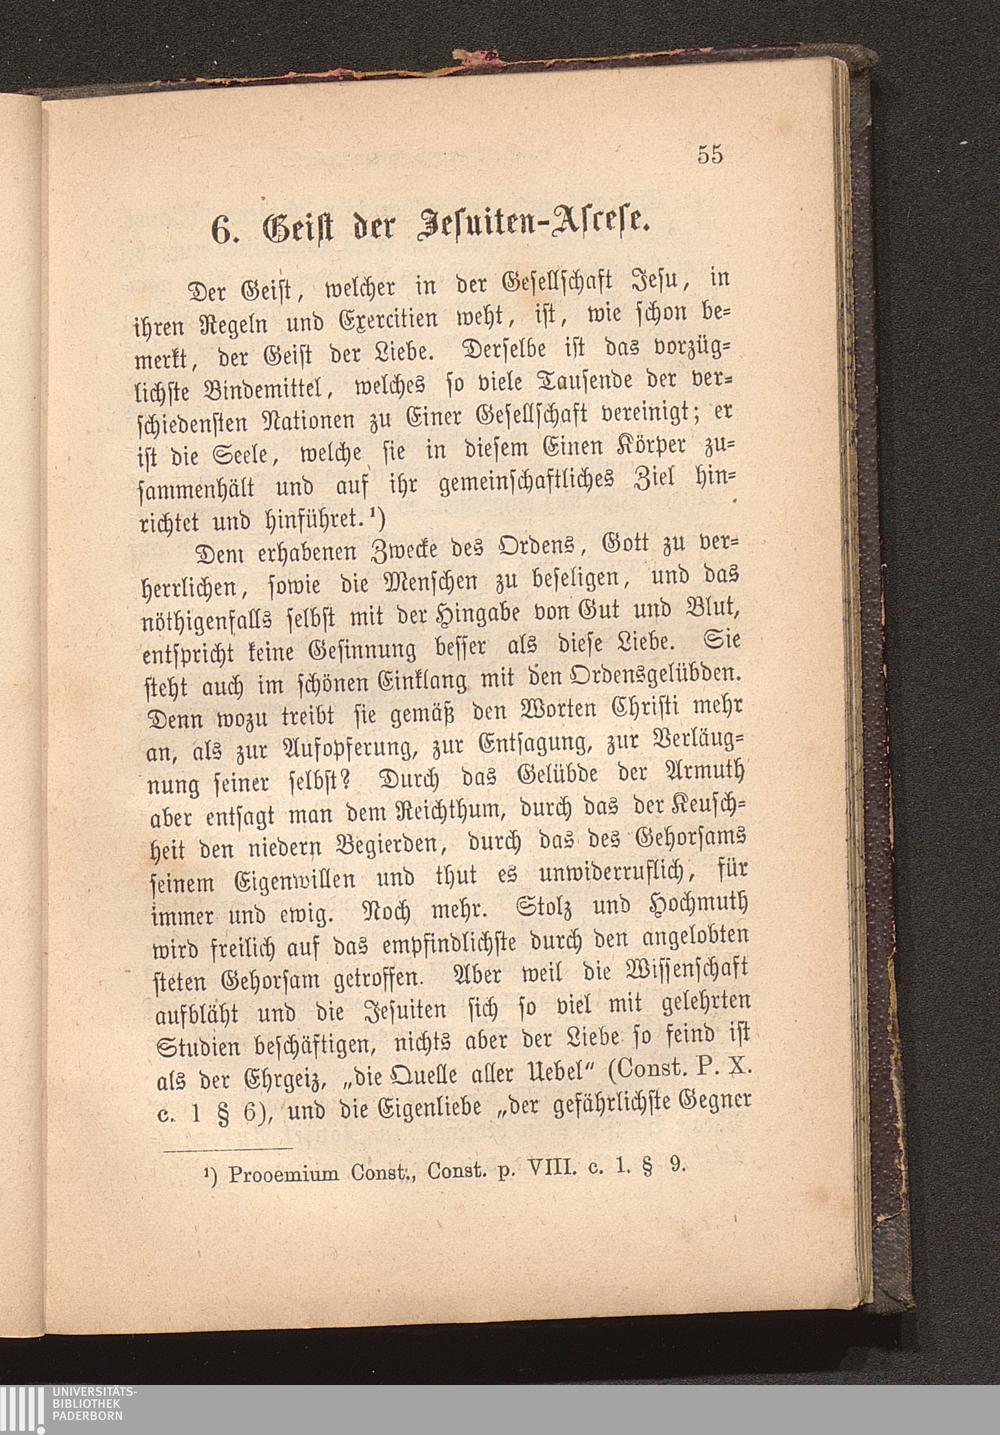 55
6. Geist der Jesuiten-Ascese.
Der Geist, welcher in der Gesellschaft Jesu, in
ihren Regeln und Exercitien weht, ist, wie schon be-
merkt, der Geist der Liebe. Derselbe ist das vorzüg-
lichste Bindemittel, welches so viele Tausende der ver-
schiedensten Nationen zu Einer Gesellschaft vereinigt; er
ist die Seele, welche sie in diesem Einen Körper zu-
sammenhält und auf ihr gemeinschaftliches Ziel hin-
richtet und hinführet.¹)
Dem erhabenen Zwecke des Ordens, Gott zu ver-
herrlichen, sowie die Menschen zu beseligen, und das
nöthigenfalls selbst mit der Hingabe von Gut und Blut,
entspricht keine Gesinnung besser als diese Liebe. Sie
steht auch im schönen Einklang mit den Ordensgelübden.
Denn wozu treibt sie gemäß den Worten Christi mehr
an, als zur Aufopferung, zur Entsagung, zur Verläug-
nung seiner selbst? Durch das Gelübde der Armuth
aber entsagt man dem Reichthum, durch das der Keusch-
heit den niedern Begierden, durch das des Gehorsams
seinem Eigenwillen und thut es unwiderruflich, für
immer und ewig. Noch mehr. Stolz und Hochmuth
wird freilich auf das empfindlichste durch den angelobten
steten Gehorsam getroffen. Aber weil die Wissenschaft
aufbläht und die Jesuiten sich so viel mit gelehrten
Studien beschäftigen, nichts aber der Liebe so feind ist
als der Ehrgeiz, „die Quelle aller Uebel“ (Const. P. X.
c. 1 § 6), und die Eigenliebe „der gefährlichste Gegner
¹) Prooemium Const., Const. p. VIII. c. 1. § 9.
UNIVERSITÄTS-
BIBLIOTHEK
PADERBORN